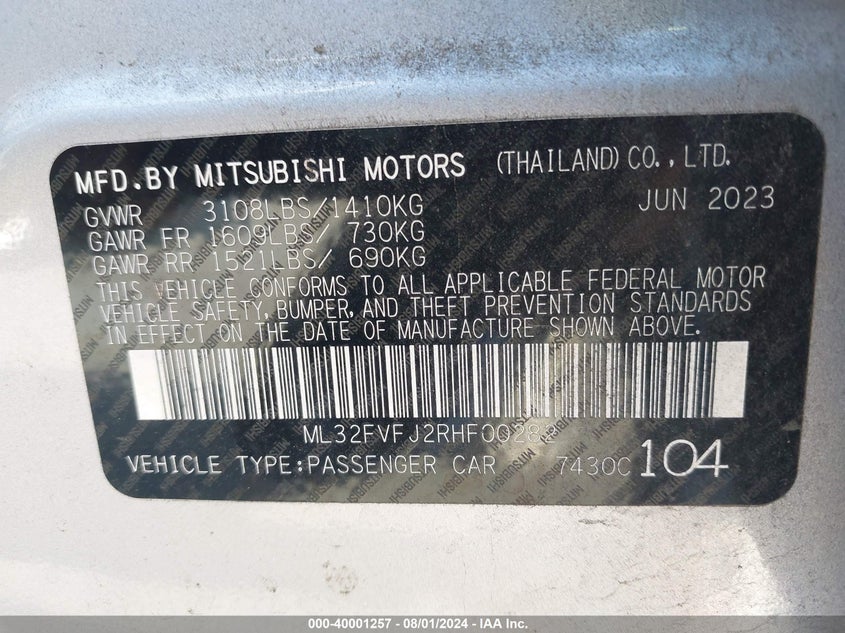 MFD.BY MITSUBISHI MOTORS (THAILAND) CO., LTD.
GVWR 3108LBS/1410KG JUN 2023
GAWR FR 1609LBS/ 730KG
GAWR RR 1521LBS/ 690KG
THIS VEHICLE CONFORMS TO ALL APPLICABLE FEDERAL MOTOR
VEHICLE SAFETY, BUMPER, AND THEFT PREVENTION STANDARDS
IN EFFECT ON THE DATE OF MANUFACTURE SHOWN ABOVE.
VEHICLE TYPE:PASSENGER CAR 7430C 104
000-40001257 - 08/01/2024 - IAA Inc.